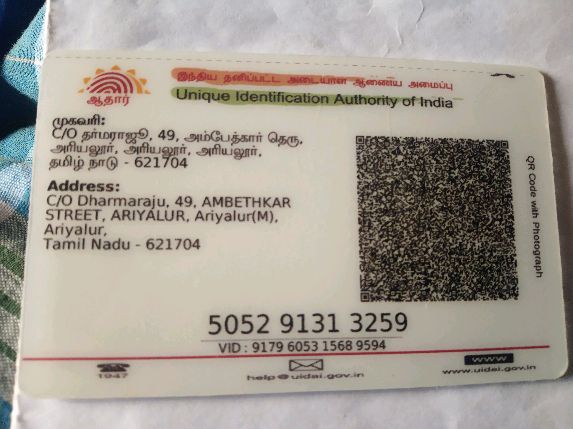 ஆதார்
இந்திய தனிப்பட்ட அடையாள ஆணைய அமைப்பு
Unique Identification Authority of India
முகவரி:
C/O தர்மராஜூ, 49, அம்பேத்கார் தெரு,
அரியலூர், அரியலூர், அரியலூர்,
தமிழ் நாடு - 621704
Address:
C/O Dharmaraju, 49, AMBETHKAR
STREET, ARIYALUR, Ariyalur(M),
Ariyalur,
Tamil Nadu - 621704
QR Code with Photograph
5052 9131 3259
VID : 9179 6053 1568 9594
1947
help@uidai.gov.in
www
www.uidai.gov.in